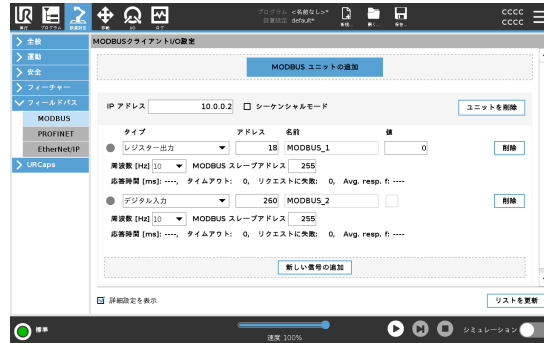 UR
実行 プログラム 設置設定 移動 I/O ログ
プログラム <名前なし>*
設置設定 default*
新規... 開く... 保存...
CCCC
CCCC
全般
運動
安全
フィーチャー
フィールドバス
MODBUS
PROFINET
EtherNet/IP
URCaps
MODBUSクライアントI/O設定
MODBUS ユニットの追加
IP アドレス 10.0.0.2 シーケンシャルモード ユニットを削除
タイプ アドレス 名前 値
レジスター出力 18 MODBUS_1 0 削除
周波数 [Hz] 10 MODBUS スレーブアドレス 255
応答時間 [ms]: ----, タイムアウト: 0, リクエストに失敗: 0, Avg. resp. f: ----
デジタル入力 260 MODBUS_2 削除
周波数 [Hz] 10 MODBUS スレーブアドレス 255
応答時間 [ms]: ----, タイムアウト: 0, リクエストに失敗: 0, Avg. resp. f: ----
新しい信号の追加
詳細設定を表示 リストを更新
標準
速度 100%
シミュレーション